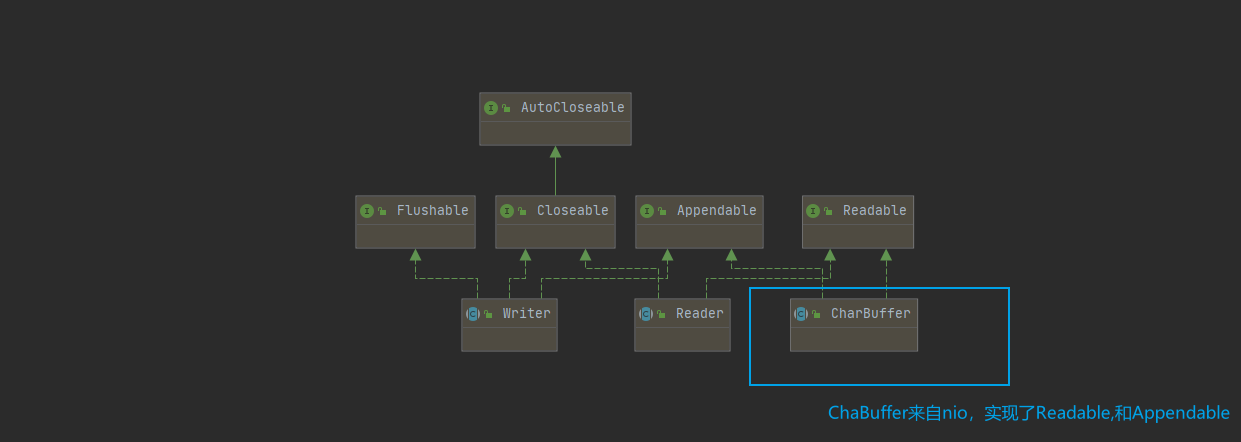 AutoCloseable
Flushable
Closeable
Appendable
Readable
Writer
Reader
CharBuffer
ChaBuffer来自nio，实现了Readable,和Appendable